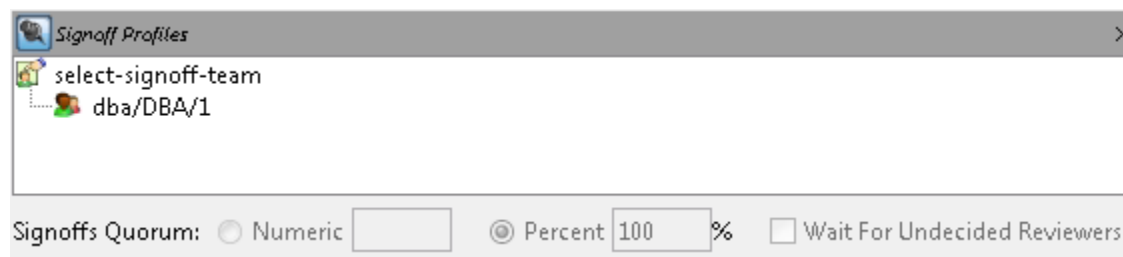 Signoff Profiles
select-signoff-team
dba/DBA/1
Signoffs Quorum: Numeric Percent 100 % Wait For Undecided Reviewers